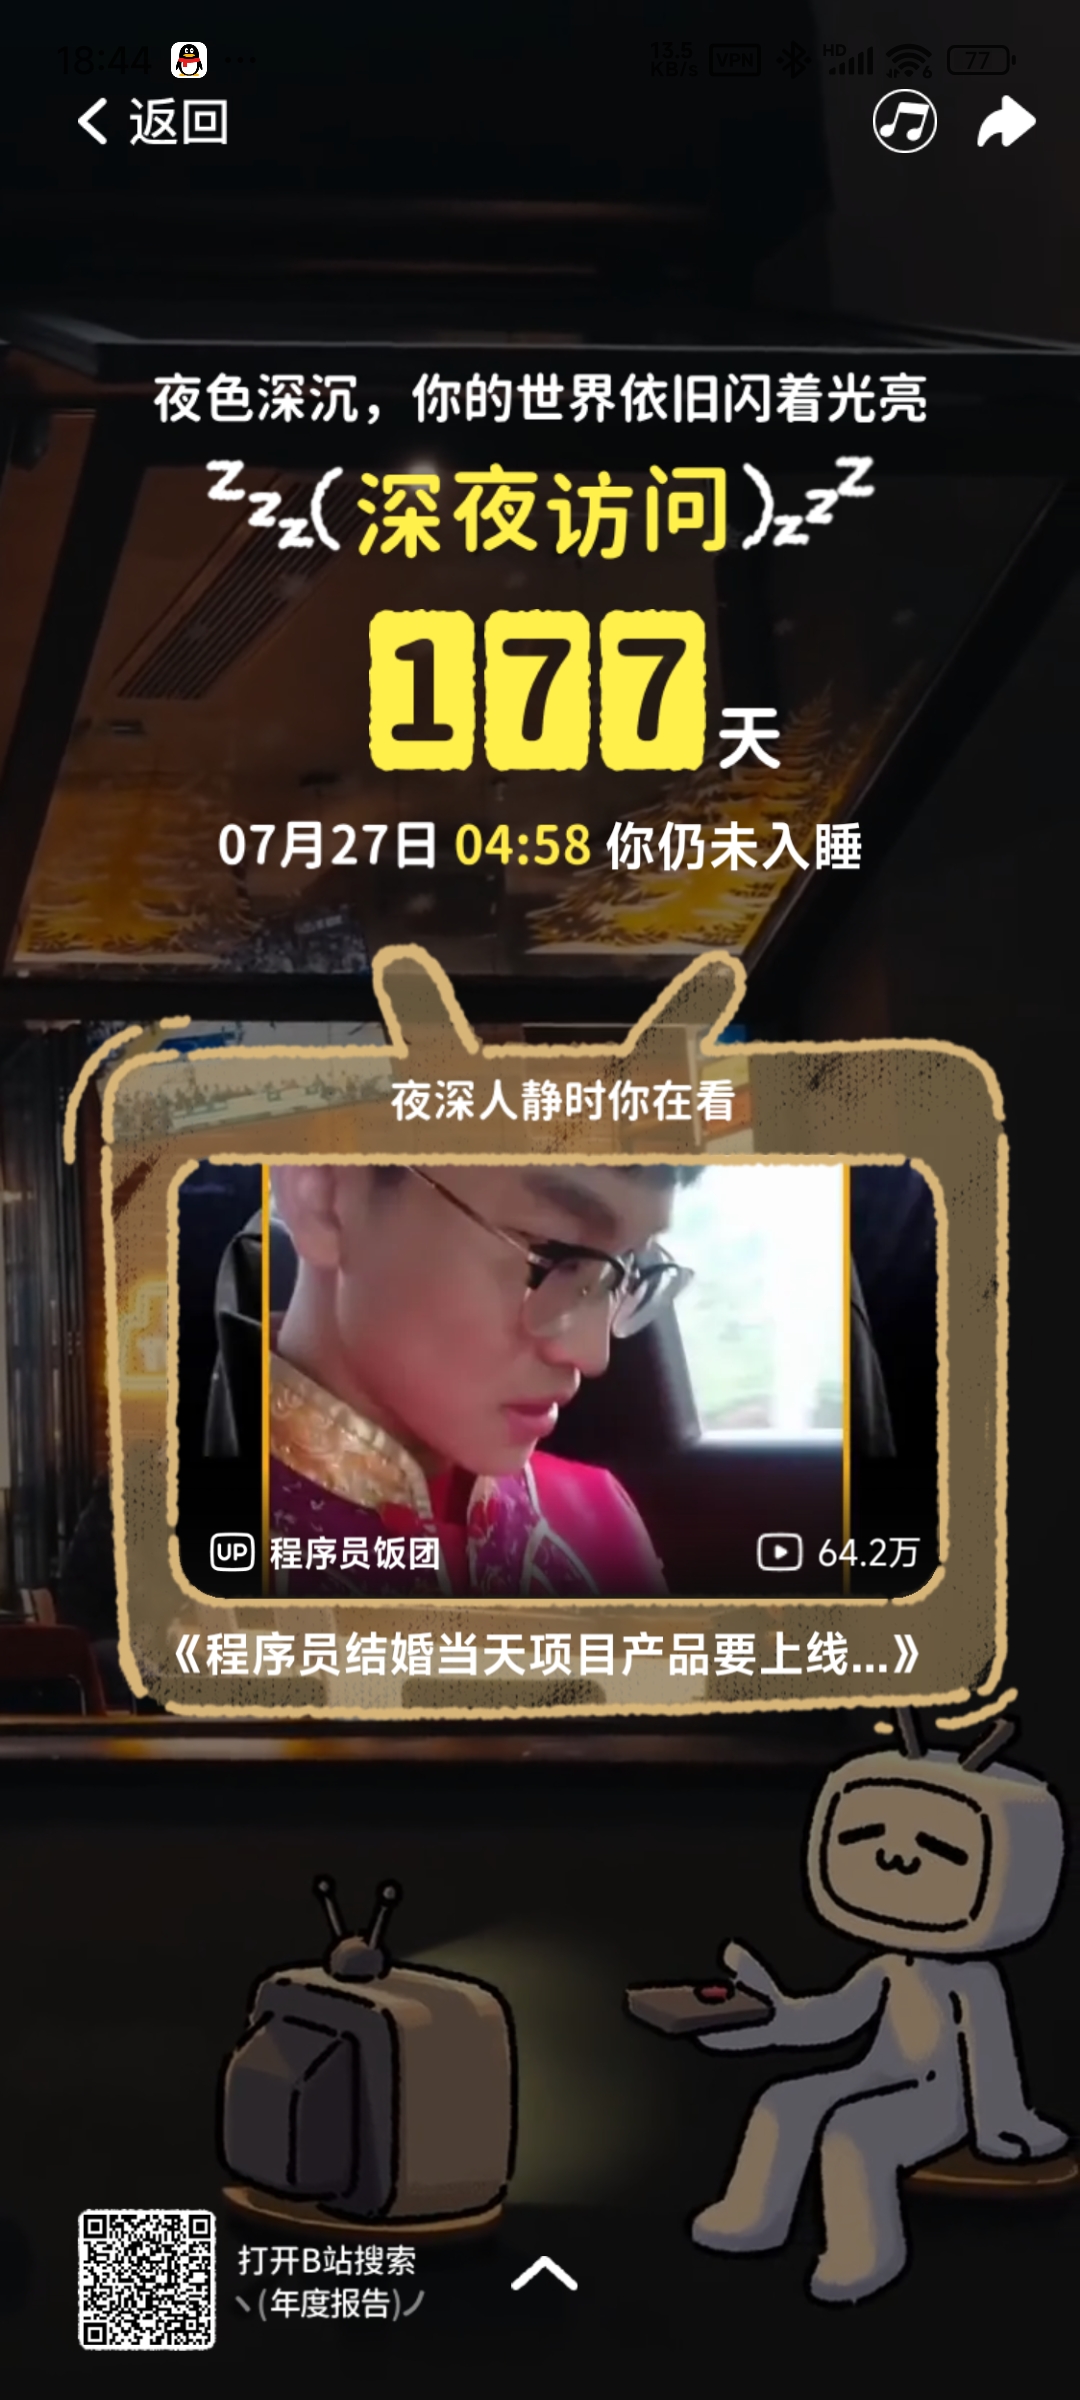 18:44 ...
13.5 KB/s VPN HD 6 77
返回
夜色深沉，你的世界依旧闪着光亮
zzz(深夜访问)zzz
177天
07月27日 04:58 你仍未入睡
夜深人静时你在看
UP 程序员饭团 64.2万
《程序员结婚当天项目产品要上线...》
打开B站搜索
\(年度报告)/